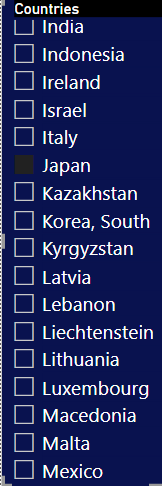 Countries
India
Indonesia
Ireland
Israel
Italy
Japan
Kazakhstan
Korea, South
Kyrgyzstan
Latvia
Lebanon
Liechtenstein
Lithuania
Luxembourg
Macedonia
Malta
Mexico